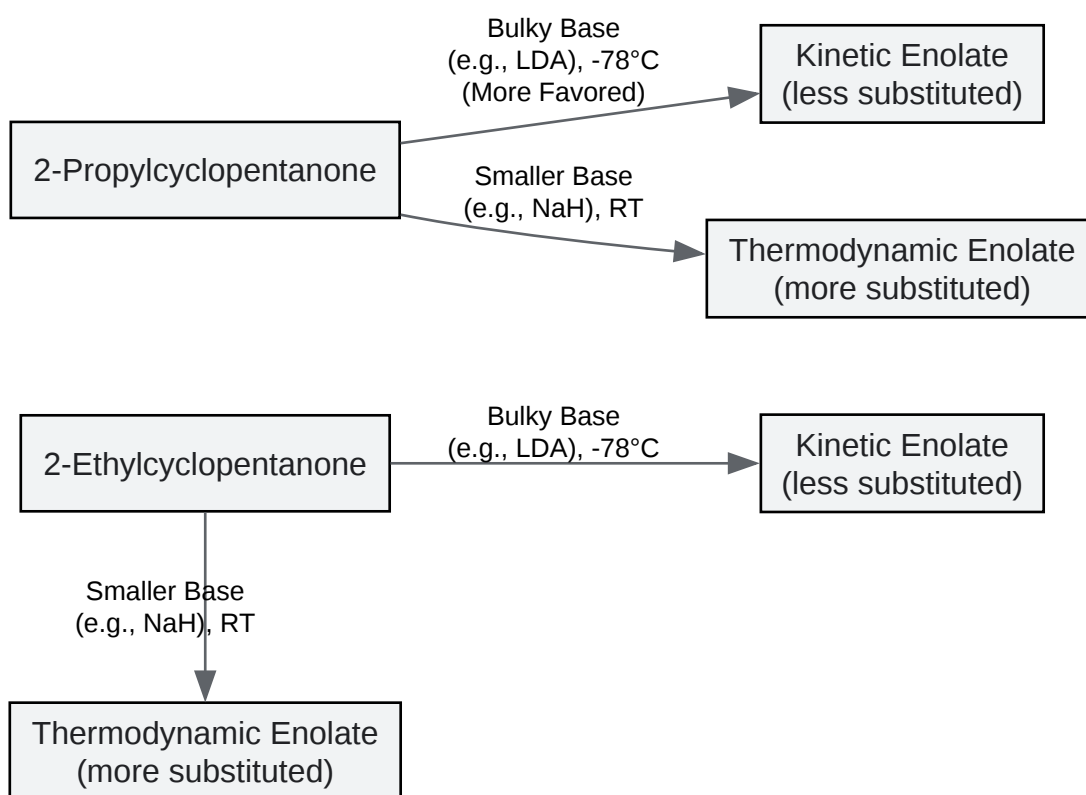 Bulky Base
(e.g., LDA), -78°C
(More Favored)
Kinetic Enolate
(less substituted)
2-Propylcyclopentanone
Smaller Base
(e.g., NaH), RT
Thermodynamic Enolate
(more substituted)
Bulky Base
(e.g., LDA), -78°C
Kinetic Enolate
(less substituted)
2-Ethylcyclopentanone
Smaller Base
(e.g., NaH), RT
Thermodynamic Enolate
(more substituted)